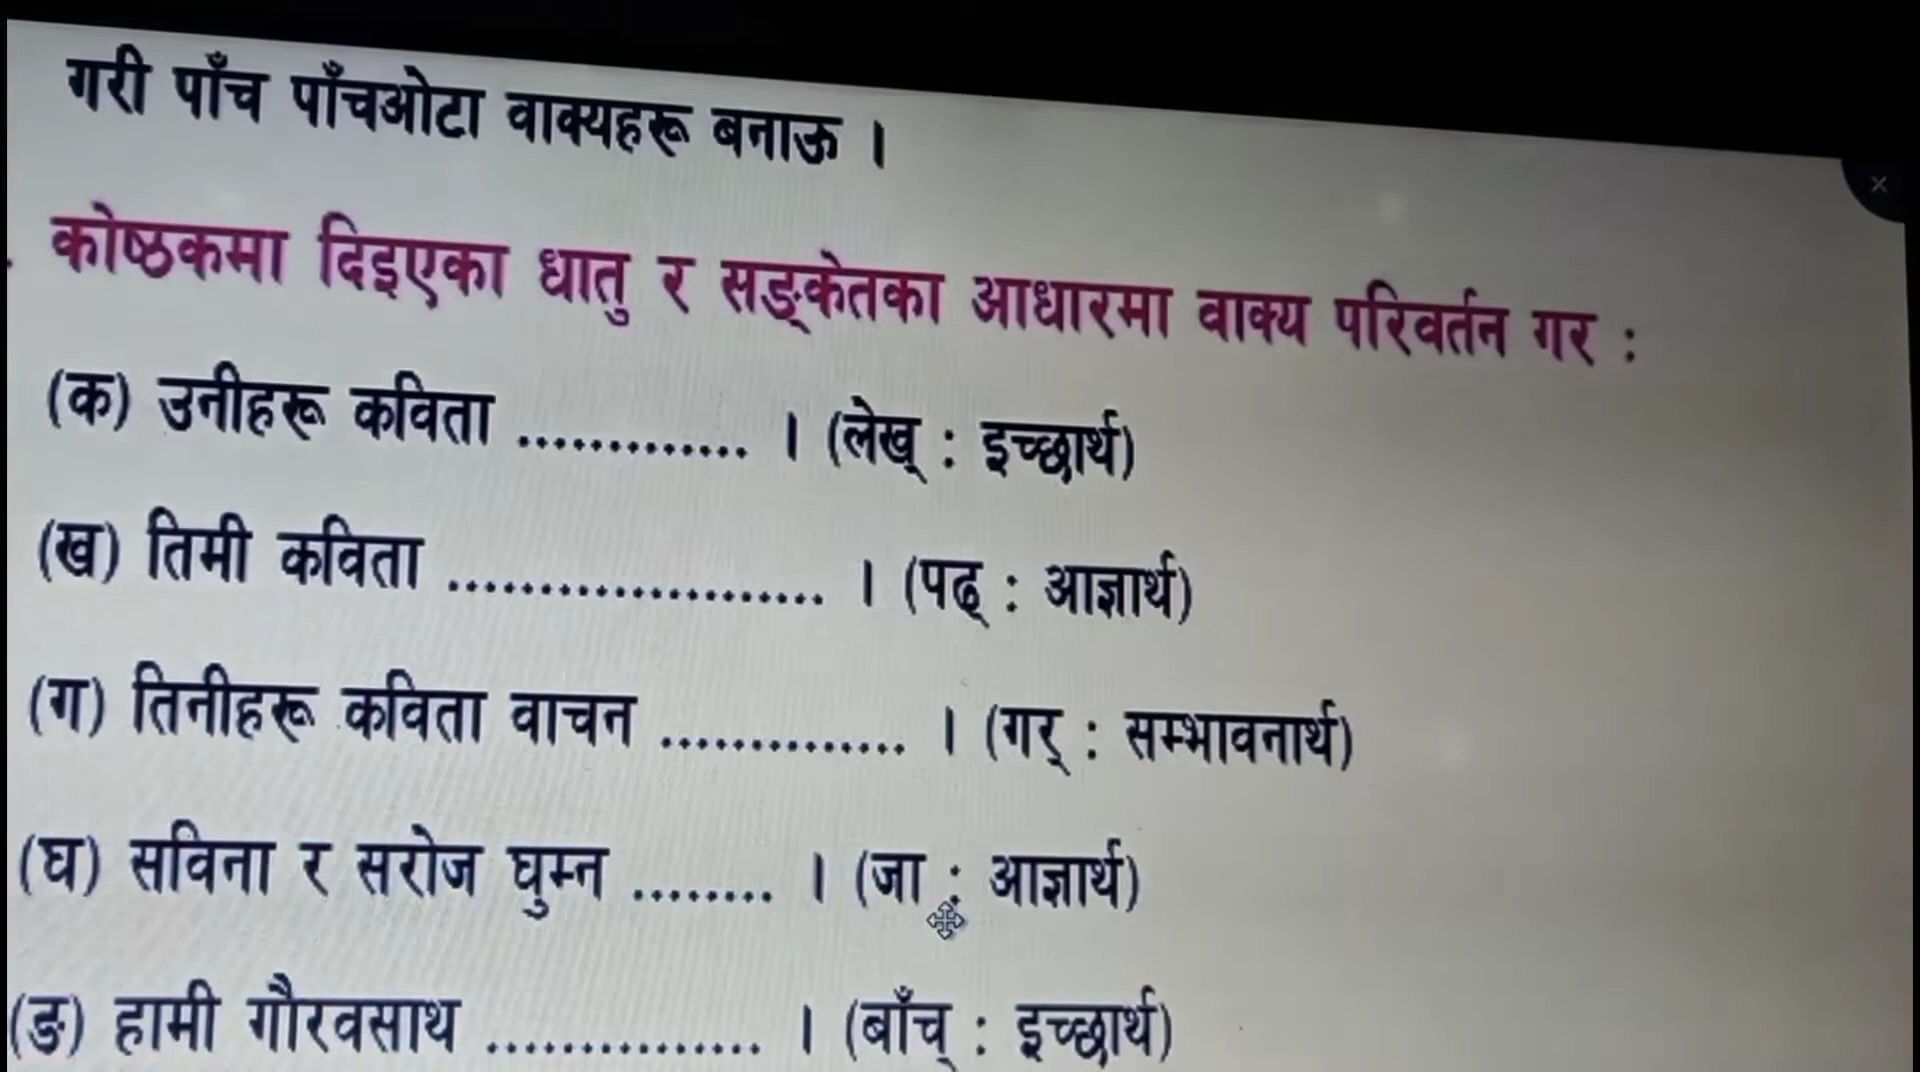 गरी पाँच पाँचओटा वाक्यहरू बनाऊ ।
कोष्ठकमा दिइएका धातु र सङ्केतका आधारमा वाक्य परिवर्तन गर :
(क) उनीहरू कविता ............. । (लेख् : इच्छार्थ)
(ख) तिमी कविता ..................... । (पढ् : आज्ञार्थ)
(ग) तिनीहरू कविता वाचन .............. । (गर् : सम्भावनार्थ)
(घ) सविना र सरोज घुम्न ........ । (जा : आज्ञार्थ)
(ङ) हामी गौरवसाथ ............... । (बाँच् : इच्छार्थ)